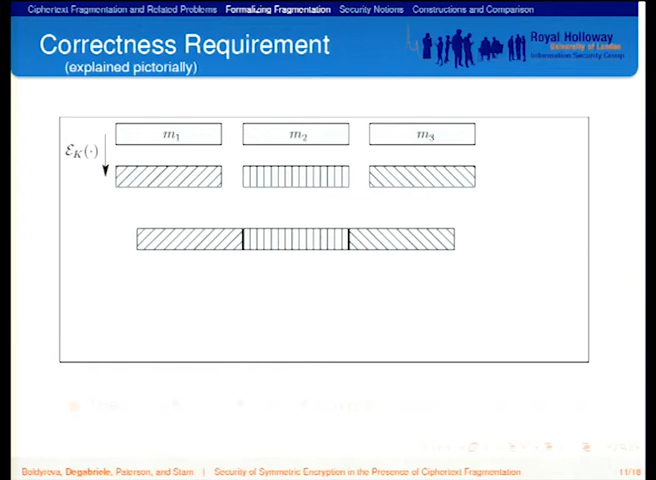 Ciphertext Fragmentation and Related Problems Formalizing Fragmentation Security Notions Constructions and Comparison
Correctness Requirement
(explained pictorially)
Royal Holloway
University of London
Information Security Group
m₁ m₂ m₃
ℰ_K(·)
Boldyreva, Degabriele, Paterson, and Stam | Security of Symmetric Encryption in the Presence of Ciphertext Fragmentation 11/18